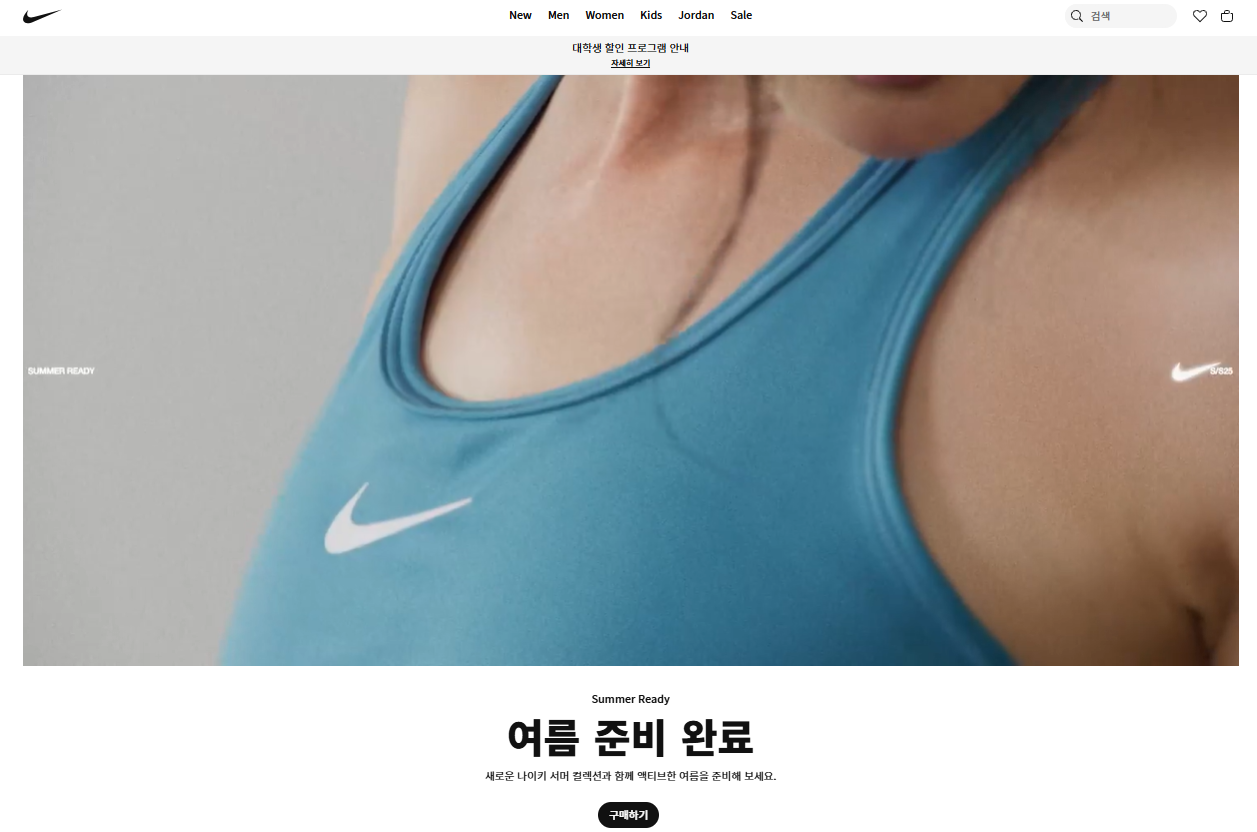 New Men Women Kids Jordan Sale 검색
대학생 할인 프로그램 안내
자세히 보기
SUMMER READY
S/S25
Summer Ready
여름 준비 완료
새로운 나이키 서머 컬렉션과 함께 액티브한 여름을 준비해 보세요.
구매하기